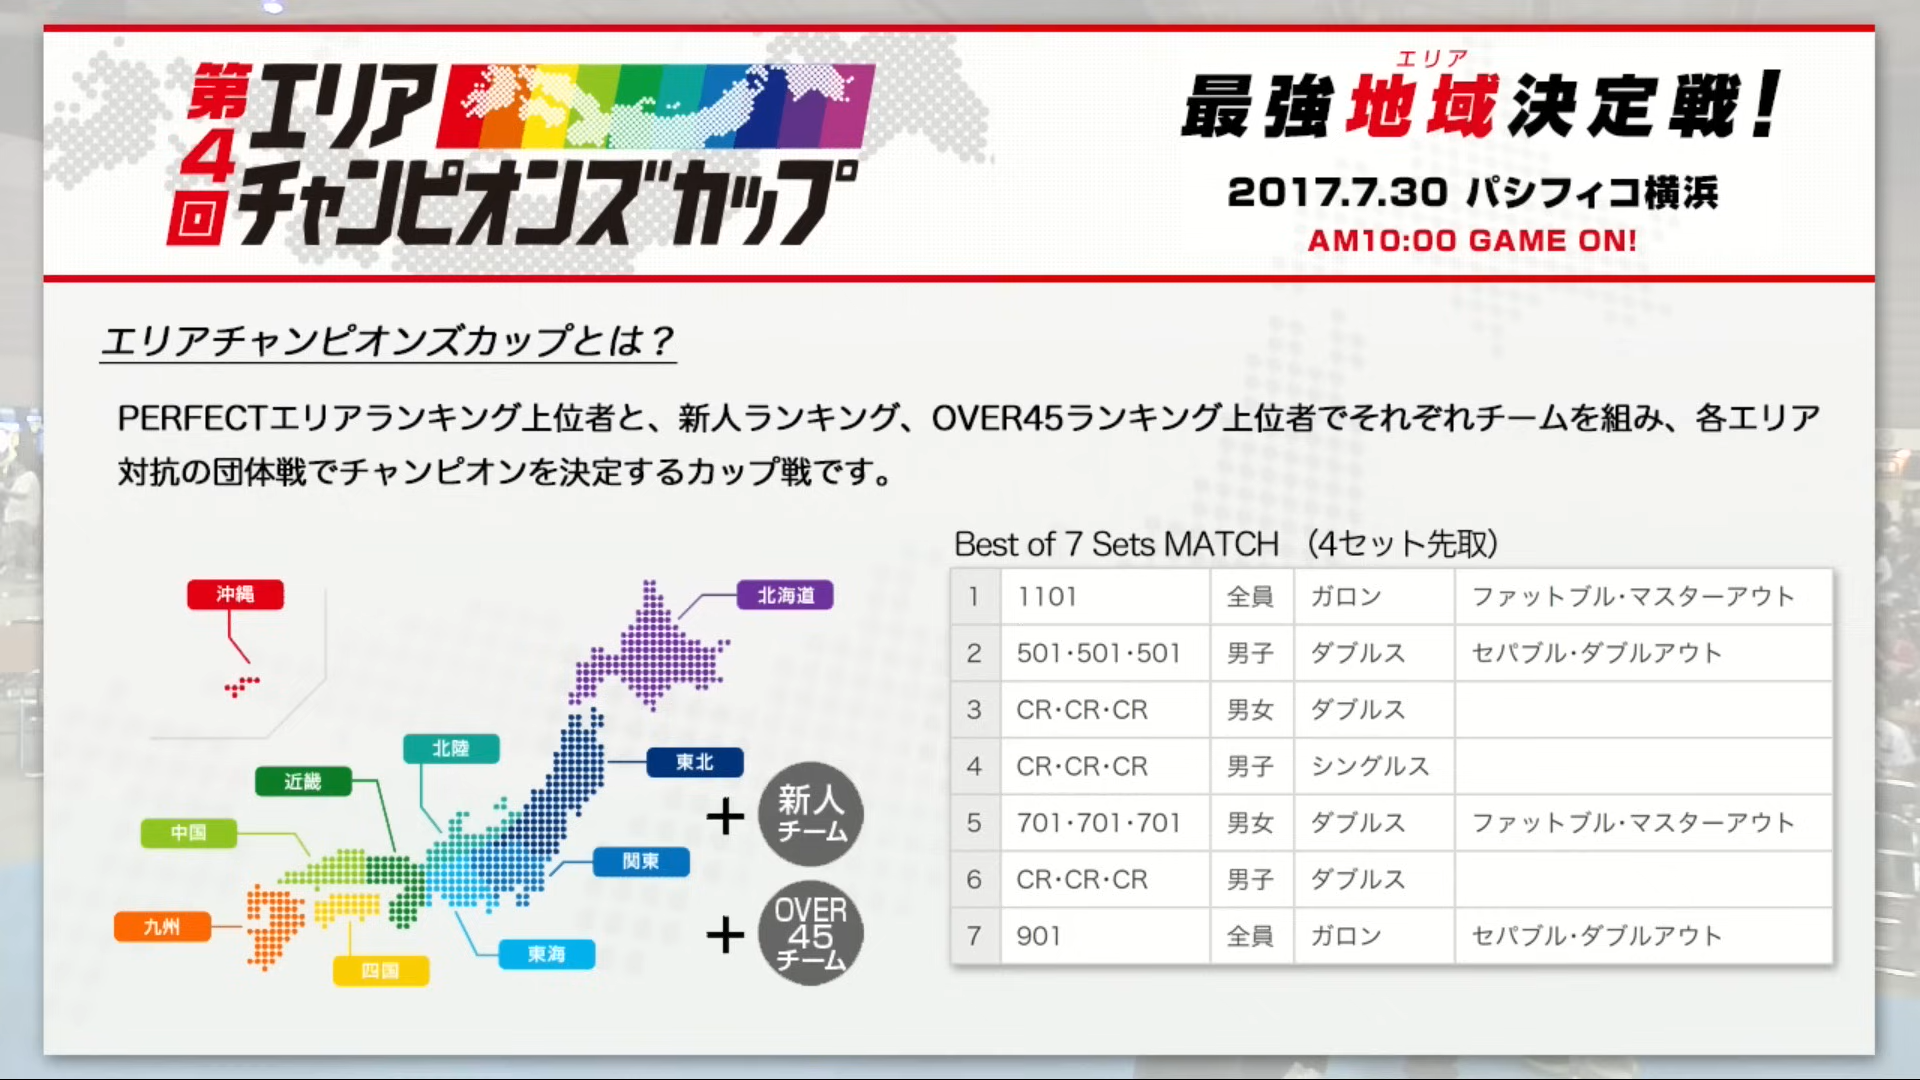 第4回
エリア
チャンピオンズカップ
エリア
最強地域決定戦!
2017.7.30 パシフィコ横浜
AM10:00 GAME ON!
エリアチャンピオンズカップとは?
PERFECTエリアランキング上位者と、新人ランキング、OVER45ランキング上位者でそれぞれチームを組み、各エリア
対抗の団体戦でチャンピオンを決定するカップ戦です。
沖縄
北海道
北陸
東北
近畿
中国
関東
九州
東海
四国
+ 新人
チーム
+ OVER
45
チーム
Best of 7 Sets MATCH (4セット先取)
1 1101 全員 ガロン ファットブル・マスターアウト
2 501・501・501 男子 ダブルス セパブル・ダブルアウト
3 CR・CR・CR 男女 ダブルス
4 CR・CR・CR 男子 シングルス
5 701・701・701 男女 ダブルス ファットブル・マスターアウト
6 CR・CR・CR 男子 ダブルス
7 901 全員 ガロン セパブル・ダブルアウト